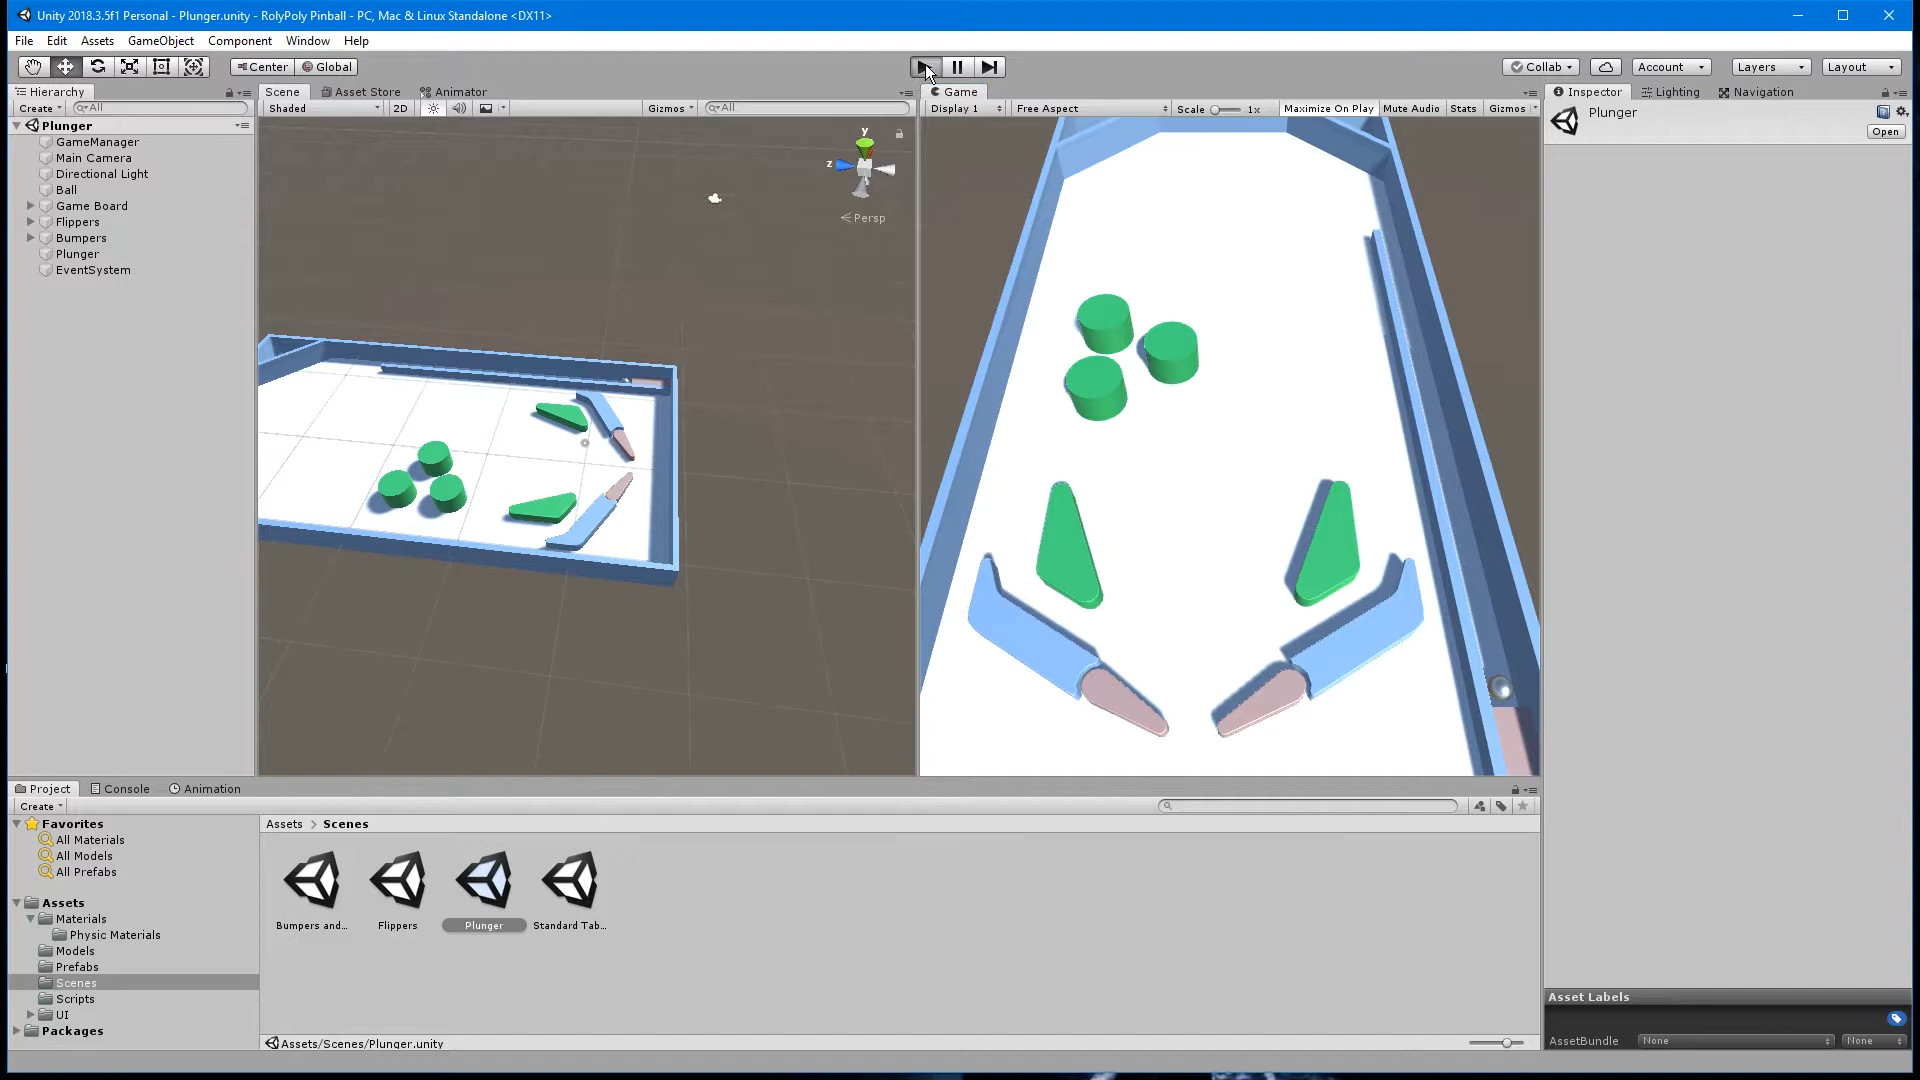 Unity 2018.3.5f1 Personal - Plunger.unity - RolyPoly Pinball - PC, Mac & Linux Standalone <DX11>
File Edit Assets GameObject Component Window Help
Center Global Collab Account Layers Layout
Hierarchy Scene Asset Store Animator Game Inspector Lighting Navigation
Create All Shaded 2D Gizmos All Display 1 Free Aspect Scale 1x Maximize On Play Mute Audio Stats Gizmos Plunger
Open
Plunger
GameManager
Main Camera
Directional Light
Ball
Game Board
Flippers
Bumpers
Plunger
EventSystem
y
z
Persp
Project Console Animation
Create
Favorites
All Materials
All Models
All Prefabs
Assets
Materials
Physic Materials
Models
Prefabs
Scenes
Scripts
UI
Packages
Assets > Scenes
Bumpers and... Flippers Plunger Standard Tab...
Assets/Scenes/Plunger.unity
Asset Labels
AssetBundle None None